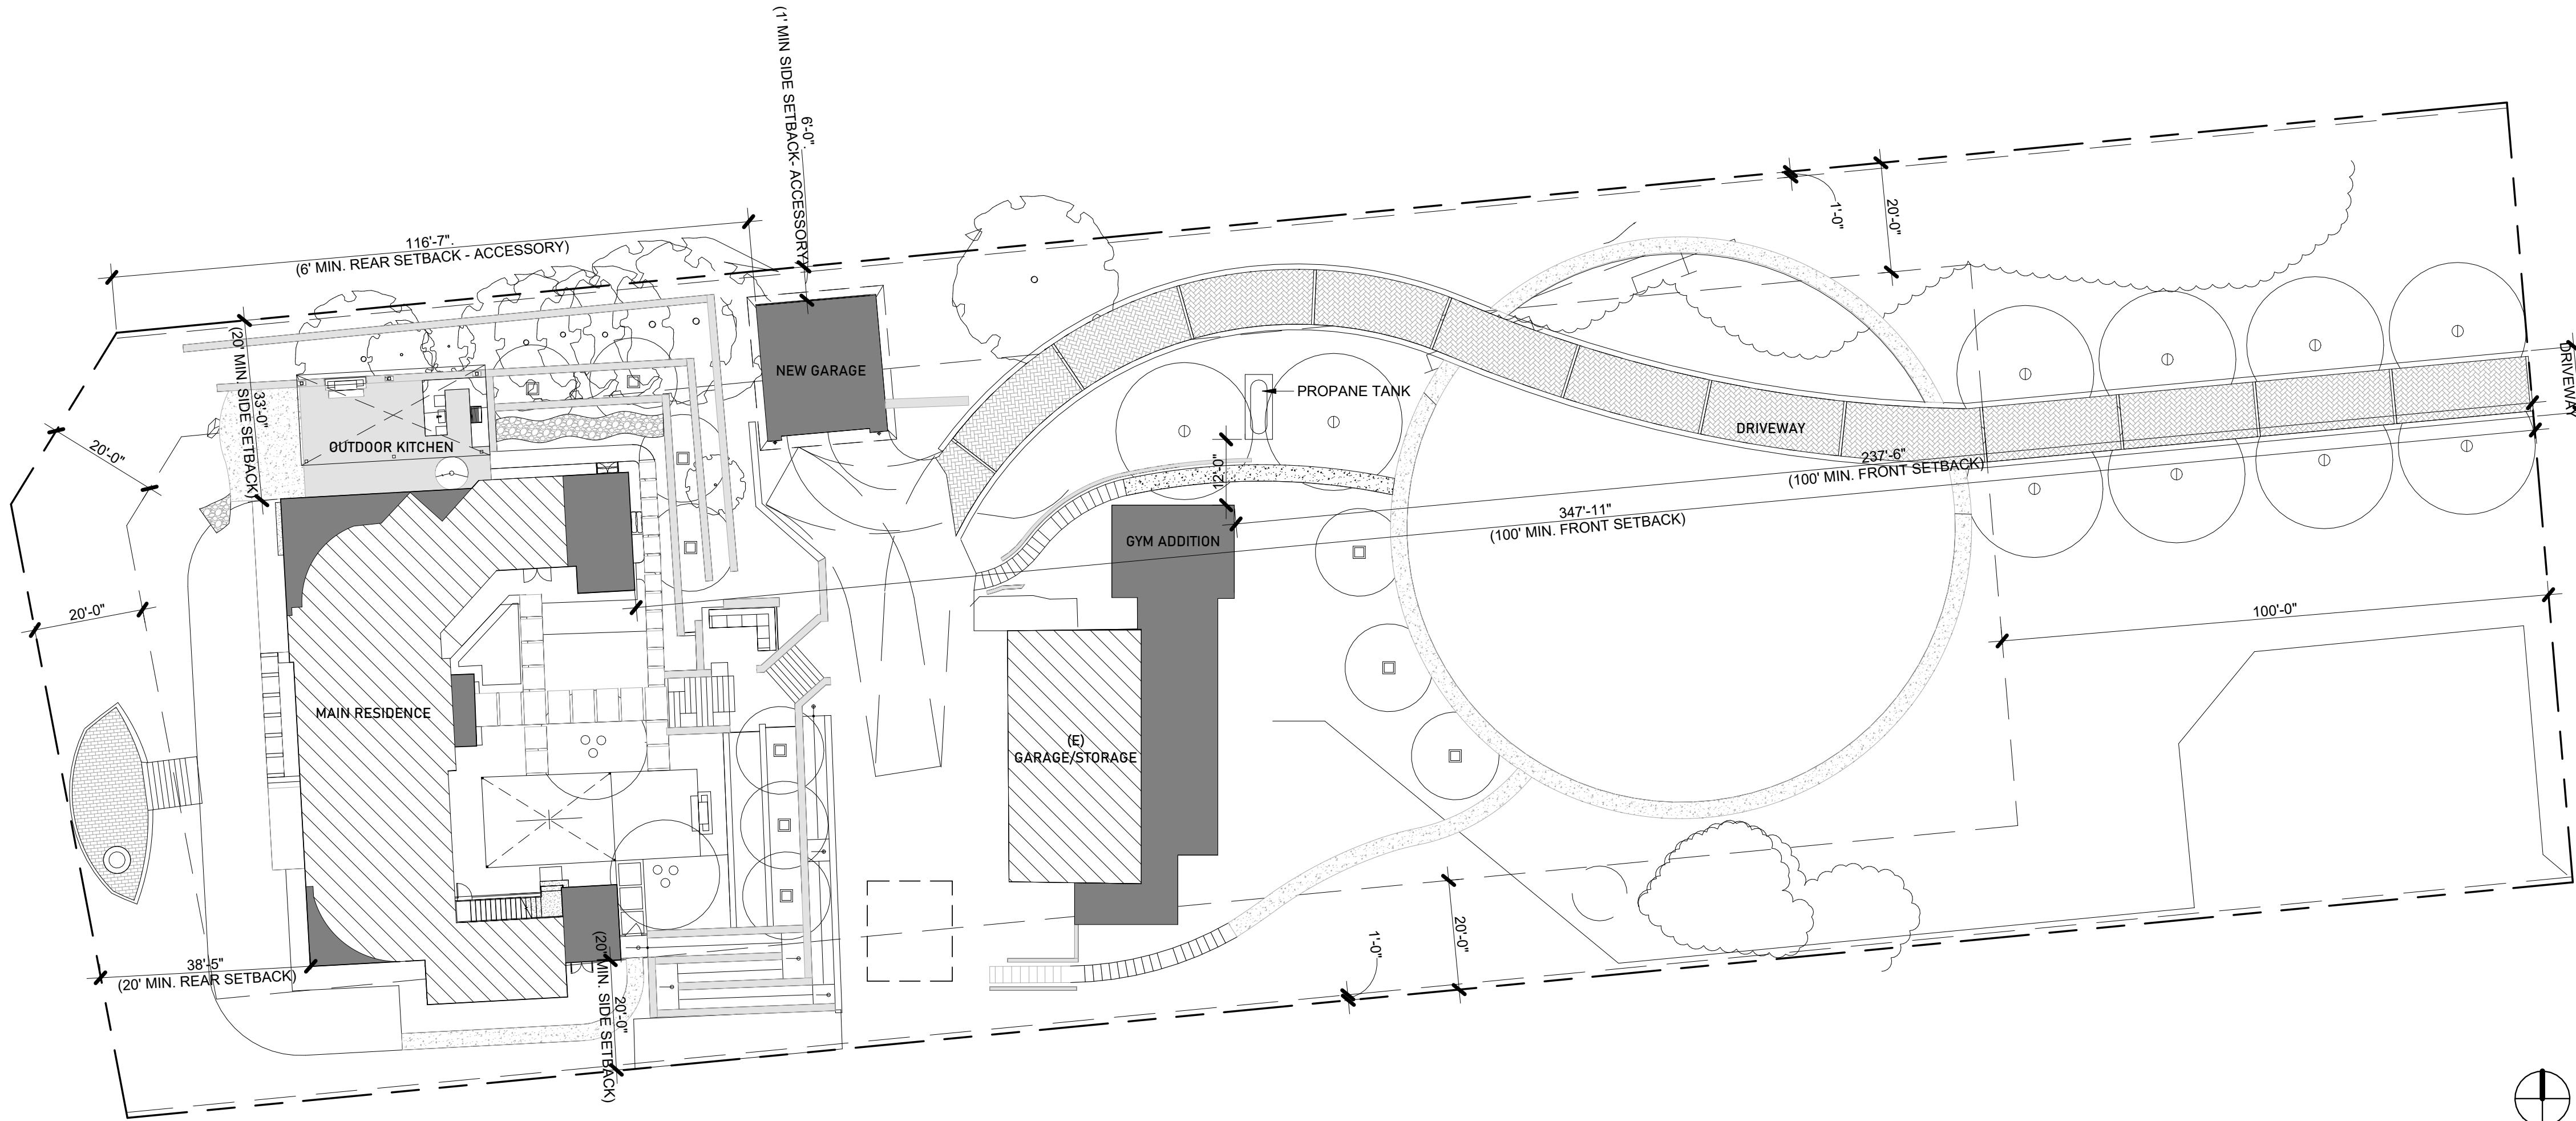 (1' MIN SIDE SETBACK- ACCESSORY)
6'-0".
116'-7".
(6' MIN. REAR SETBACK - ACCESSORY)
1'-0"
20'-0"
NEW GARAGE
(20' MIN. SIDE SETBACK)
33'-0"
20'-0"
OUTDOOR KITCHEN
PROPANE TANK
DRIVEWAY
DRIVEWAY
237'-6"
(100' MIN. FRONT SETBACK)
12'-0"
347'-11"
(100' MIN. FRONT SETBACK)
GYM ADDITION
20'-0"
100'-0"
MAIN RESIDENCE
(E)
GARAGE/STORAGE
38'-5"
(20' MIN. REAR SETBACK)
(20' MIN. SIDE SETBACK)
20'-0"
1'-0"
20'-0"